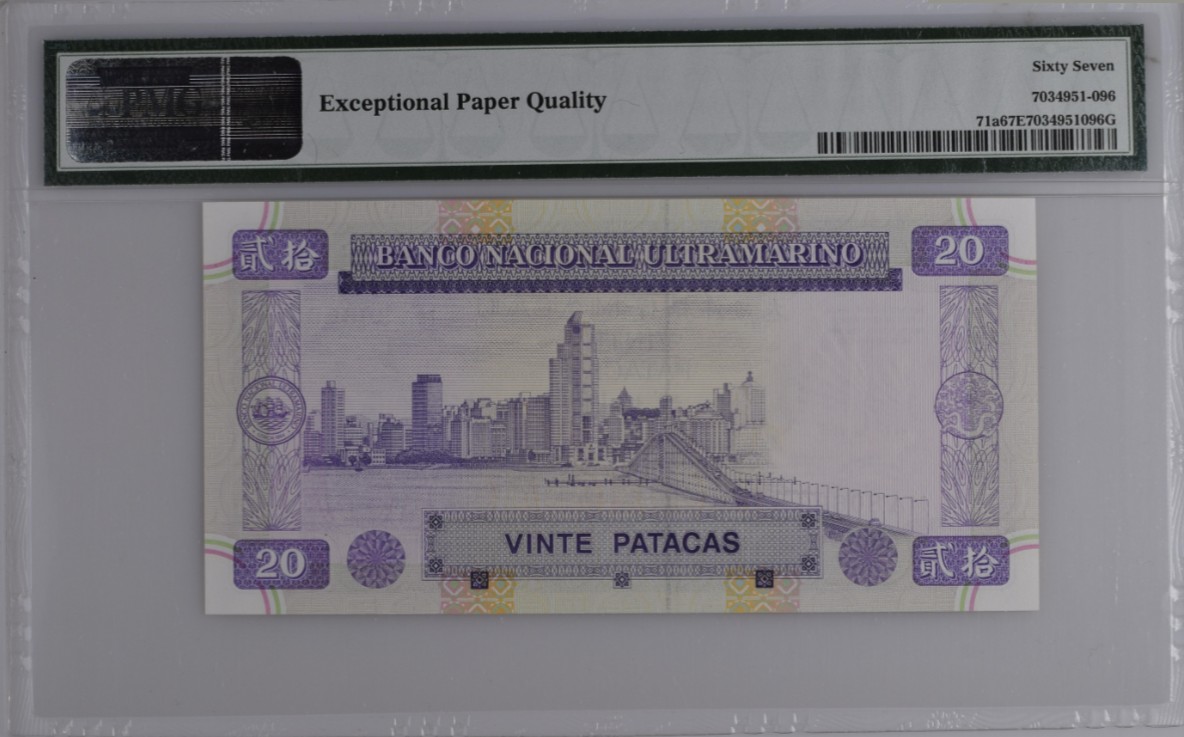 PMG
Exceptional Paper Quality
Sixty Seven
7034951-096
71a67E7034951096G
貳拾
BANCO NACIONAL ULTRAMARINO
20
VINTE PATACAS
20
貳拾